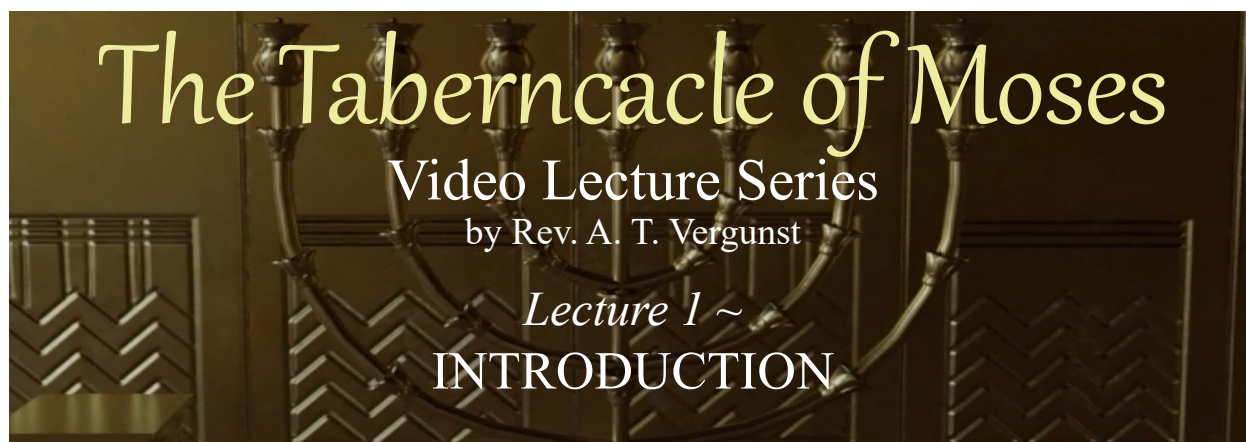 The Taberncacle of Moses
Video Lecture Series
by Rev. A. T. Vergunst
Lecture 1 ~
INTRODUCTION